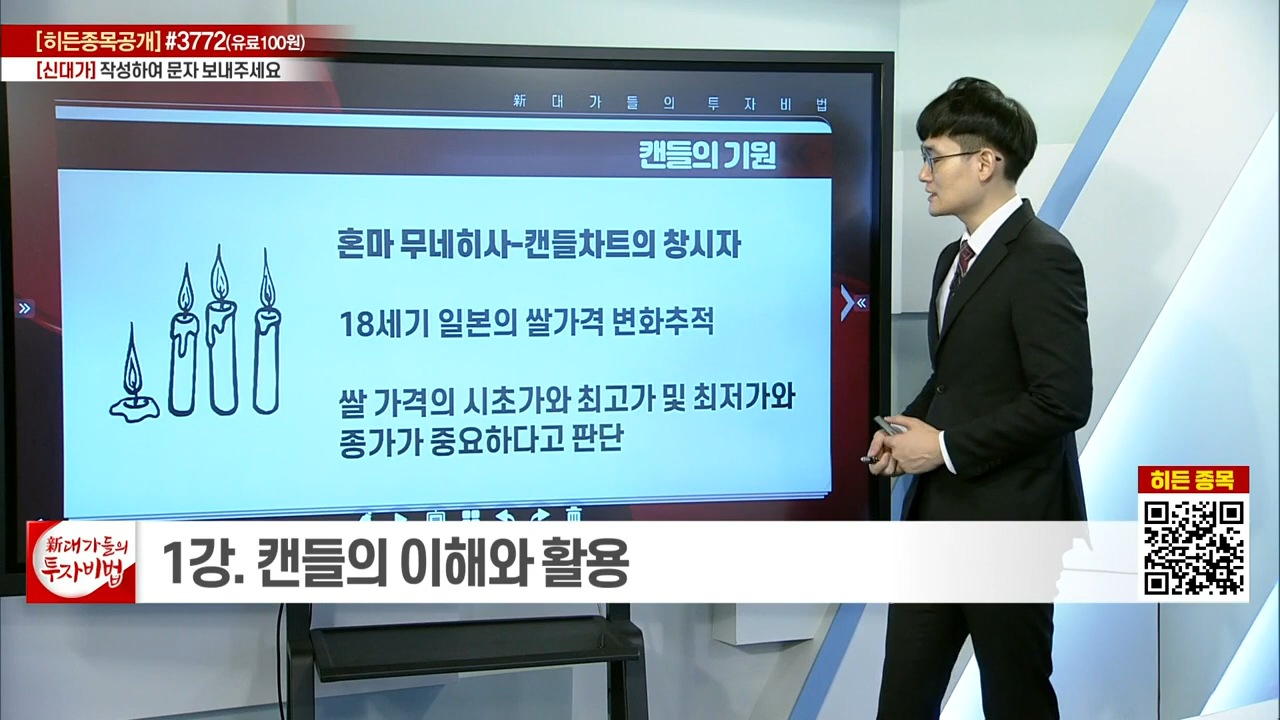 [히든종목공개] #3772(유료100원)
[신대가] 작성하여 문자 보내주세요
新 대 가 들 의 투 자 비 법
캔들의 기원
혼마 무네히사-캔들차트의 창시자
18세기 일본의 쌀가격 변화추적
쌀 가격의 시초가와 최고가 및 최저가와
종가가 중요하다고 판단
히든 종목
新대가들의
투자비법
1강. 캔들의 이해와 활용